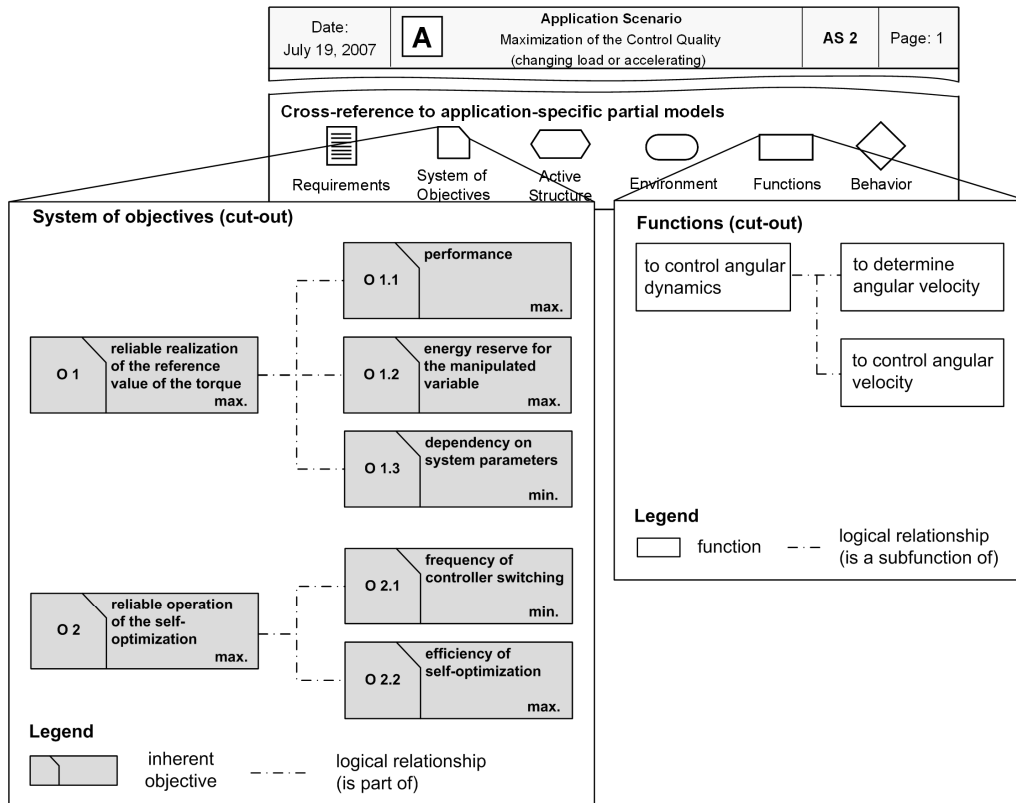 Date:
July 19, 2007
A
Application Scenario
Maximization of the Control Quality
(changing load or accelerating)
AS 2
Page: 1
Cross-reference to application-specific partial models
Requirements
System of
Objectives
Active
Structure
Environment
Functions
Behavior
System of objectives (cut-out)
O 1
reliable realization
of the reference
value of the torque
max.
O 1.1
performance
max.
O 1.2
energy reserve for
the manipulated
variable
max.
O 1.3
dependency on
system parameters
min.
O 2
reliable operation
of the self-
optimization
max.
O 2.1
frequency of
controller switching
min.
O 2.2
efficiency of
self-optimization
max.
Legend
inherent
objective
logical relationship
(is part of)
Functions (cut-out)
to control angular
dynamics
to determine
angular velocity
to control angular
velocity
Legend
function
logical relationship
(is a subfunction of)